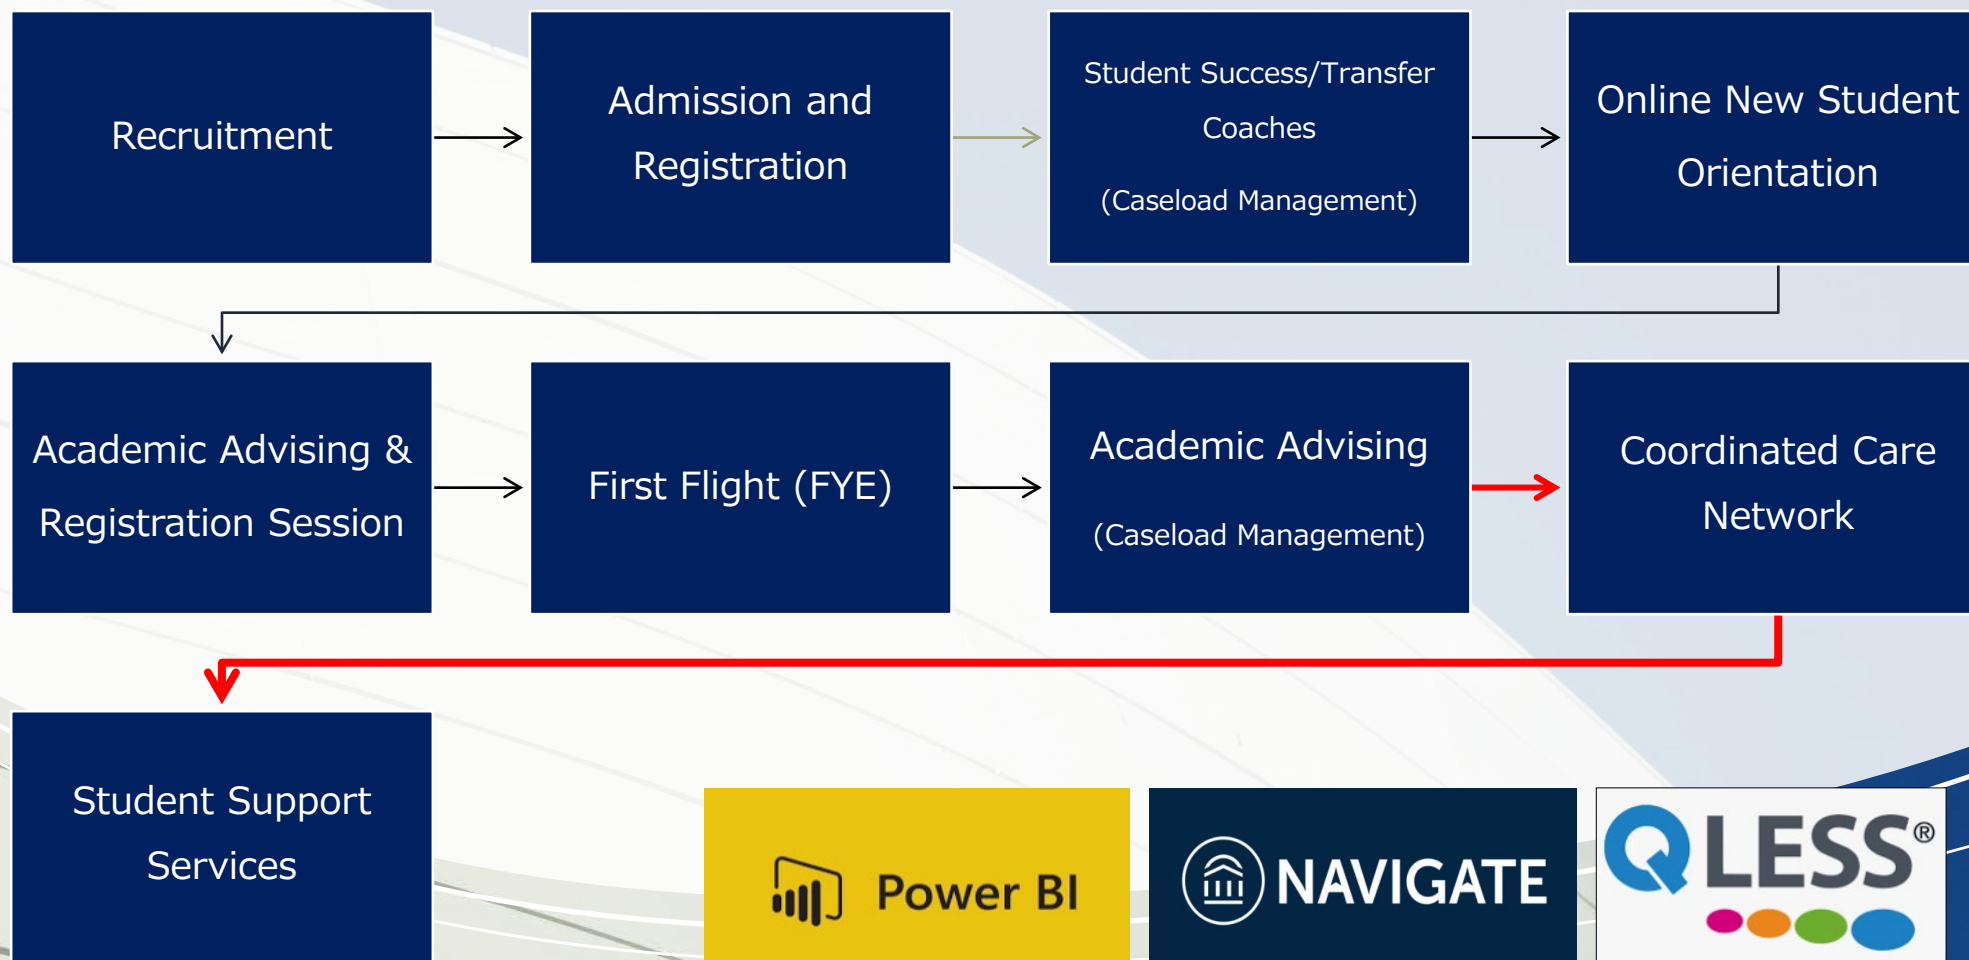 Recruitment
Admission and
Registration
Student Success/Transfer
Coaches
(Caseload Management)
Online New Student
Orientation
Academic Advising &
Registration Session
First Flight (FYE)
Academic Advising
(Caseload Management)
Coordinated Care
Network
Student Support
Services
Power BI
NAVIGATE
QLESS®